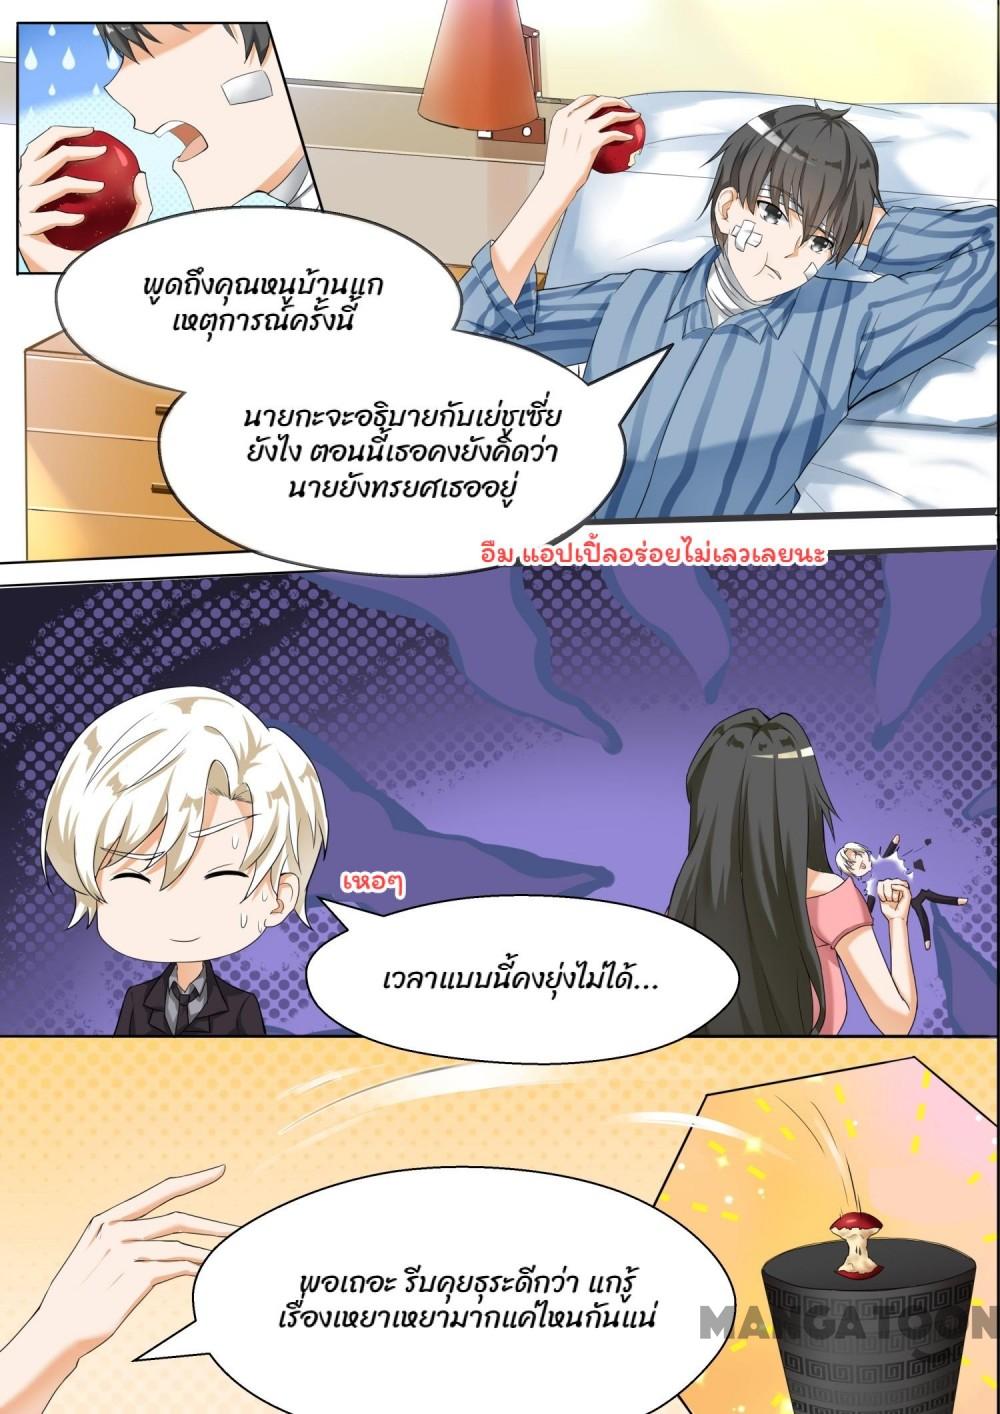 พูดถึงคุณหนูบ้านแก
เหตุการณ์ครั้งนี้
นายกะจะอธิบายกับเย่ชูเซี่ย
ยังไง ตอนนี้เธอคงยังคิดว่า
นายยังทรยศเธออยู่
อืม แอปเปิ้ลอร่อยไม่เลวเลยนะ
เหอๆ
เวลาแบบนี้คงยุ่งไม่ได้...
พอเถอะ รีบคุยธุระดีกว่า แกรู้
เรื่องเหยาเหยามากแค่ไหนกันแน่
MANGATOON